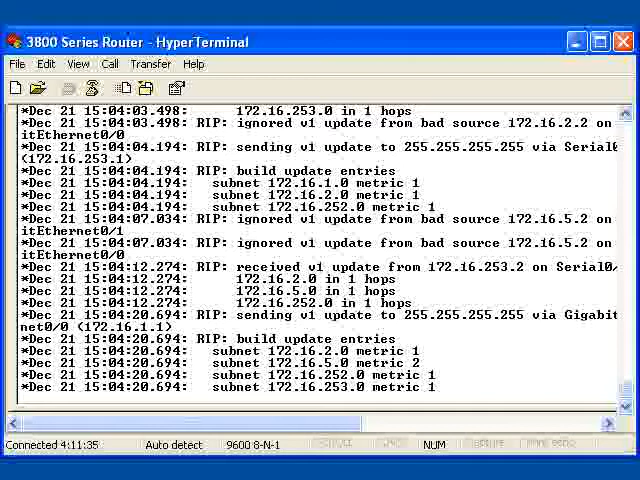 3800 Series Router - HyperTerminal
File Edit View Call Transfer Help
*Dec 21 15:04:03.498:      172.16.253.0 in 1 hops
*Dec 21 15:04:03.498: RIP: ignored v1 update from bad source 172.16.2.2 on
itEthernet0/0
*Dec 21 15:04:04.194: RIP: sending v1 update to 255.255.255.255 via Serial0
(172.16.253.1)
*Dec 21 15:04:04.194: RIP: build update entries
*Dec 21 15:04:04.194:   subnet 172.16.1.0 metric 1
*Dec 21 15:04:04.194:   subnet 172.16.2.0 metric 1
*Dec 21 15:04:04.194:   subnet 172.16.252.0 metric 1
*Dec 21 15:04:07.034: RIP: ignored v1 update from bad source 172.16.5.2 on
itEthernet0/1
*Dec 21 15:04:07.034: RIP: ignored v1 update from bad source 172.16.5.2 on
itEthernet0/0
*Dec 21 15:04:12.274: RIP: received v1 update from 172.16.253.2 on Serial0/
*Dec 21 15:04:12.274:      172.16.2.0 in 1 hops
*Dec 21 15:04:12.274:      172.16.5.0 in 1 hops
*Dec 21 15:04:12.274:      172.16.252.0 in 1 hops
*Dec 21 15:04:20.694: RIP: sending v1 update to 255.255.255.255 via Gigabit
net0/0 (172.16.1.1)
*Dec 21 15:04:20.694: RIP: build update entries
*Dec 21 15:04:20.694:   subnet 172.16.2.0 metric 1
*Dec 21 15:04:20.694:   subnet 172.16.5.0 metric 2
*Dec 21 15:04:20.694:   subnet 172.16.252.0 metric 1
*Dec 21 15:04:20.694:   subnet 172.16.253.0 metric 1
Connected 4:11:35 Auto detect 9600 8-N-1 NUM